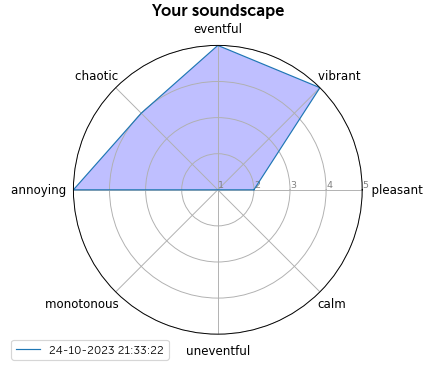 Your soundscape
eventful
chaotic
vibrant
annoying
1 2 3 4 5
pleasant
monotonous
calm
uneventful
24-10-2023 21:33:22